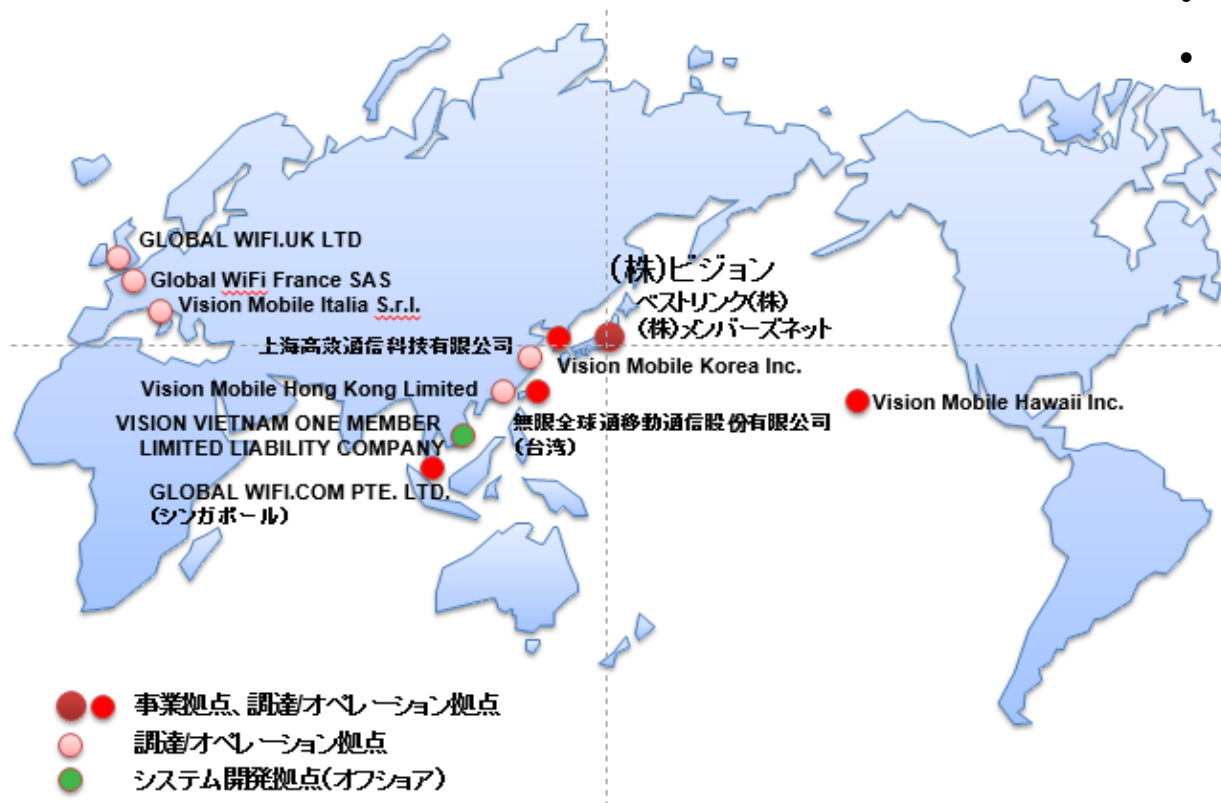 GLOBAL WIFI.UK LTD
Global WiFi France SAS
Vision Mobile Italia S.r.l.
(株)ビジョン
ベストリンク(株)
(株)メンバーズネット
上海高效通信科技有限公司
Vision Mobile Korea Inc.
Vision Mobile Hong Kong Limited
Vision Mobile Hawaii Inc.
VISION VIETNAM ONE MEMBER
LIMITED LIABILITY COMPANY
無限全球通移動通信股份有限公司
(台湾)
GLOBAL WIFI.COM PTE. LTD.
(シンガポール)
事業拠点、調達/オペレーション拠点
調達/オペレーション拠点
システム開発拠点(オフショア)